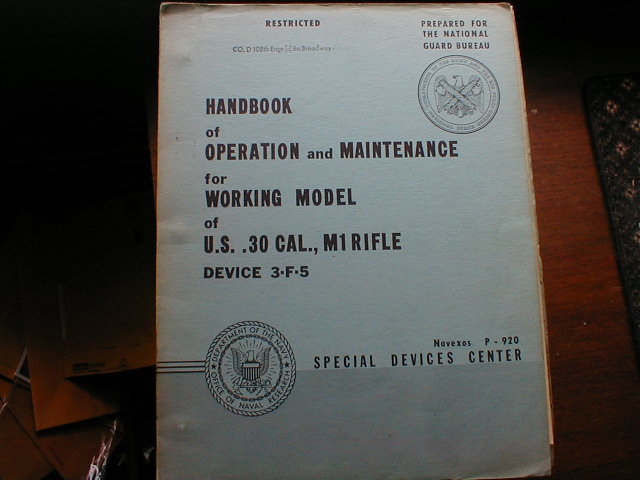 RESTRICTED
PREPARED FOR
THE NATIONAL
GUARD BUREAU
CO, D 108th Engr. Bn. Broadway
HANDBOOK
of
OPERATION and MAINTENANCE
for
WORKING MODEL
of
U.S. .30 CAL., M1 RIFLE
DEVICE 3-F-5
DEPARTMENT OF THE NAVY
OFFICE OF NAVAL RESEARCH
Navexos P-920
SPECIAL DEVICES CENTER